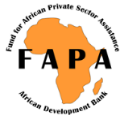 Fund for African Private Sector Assistance
FAPA
African Development Bank